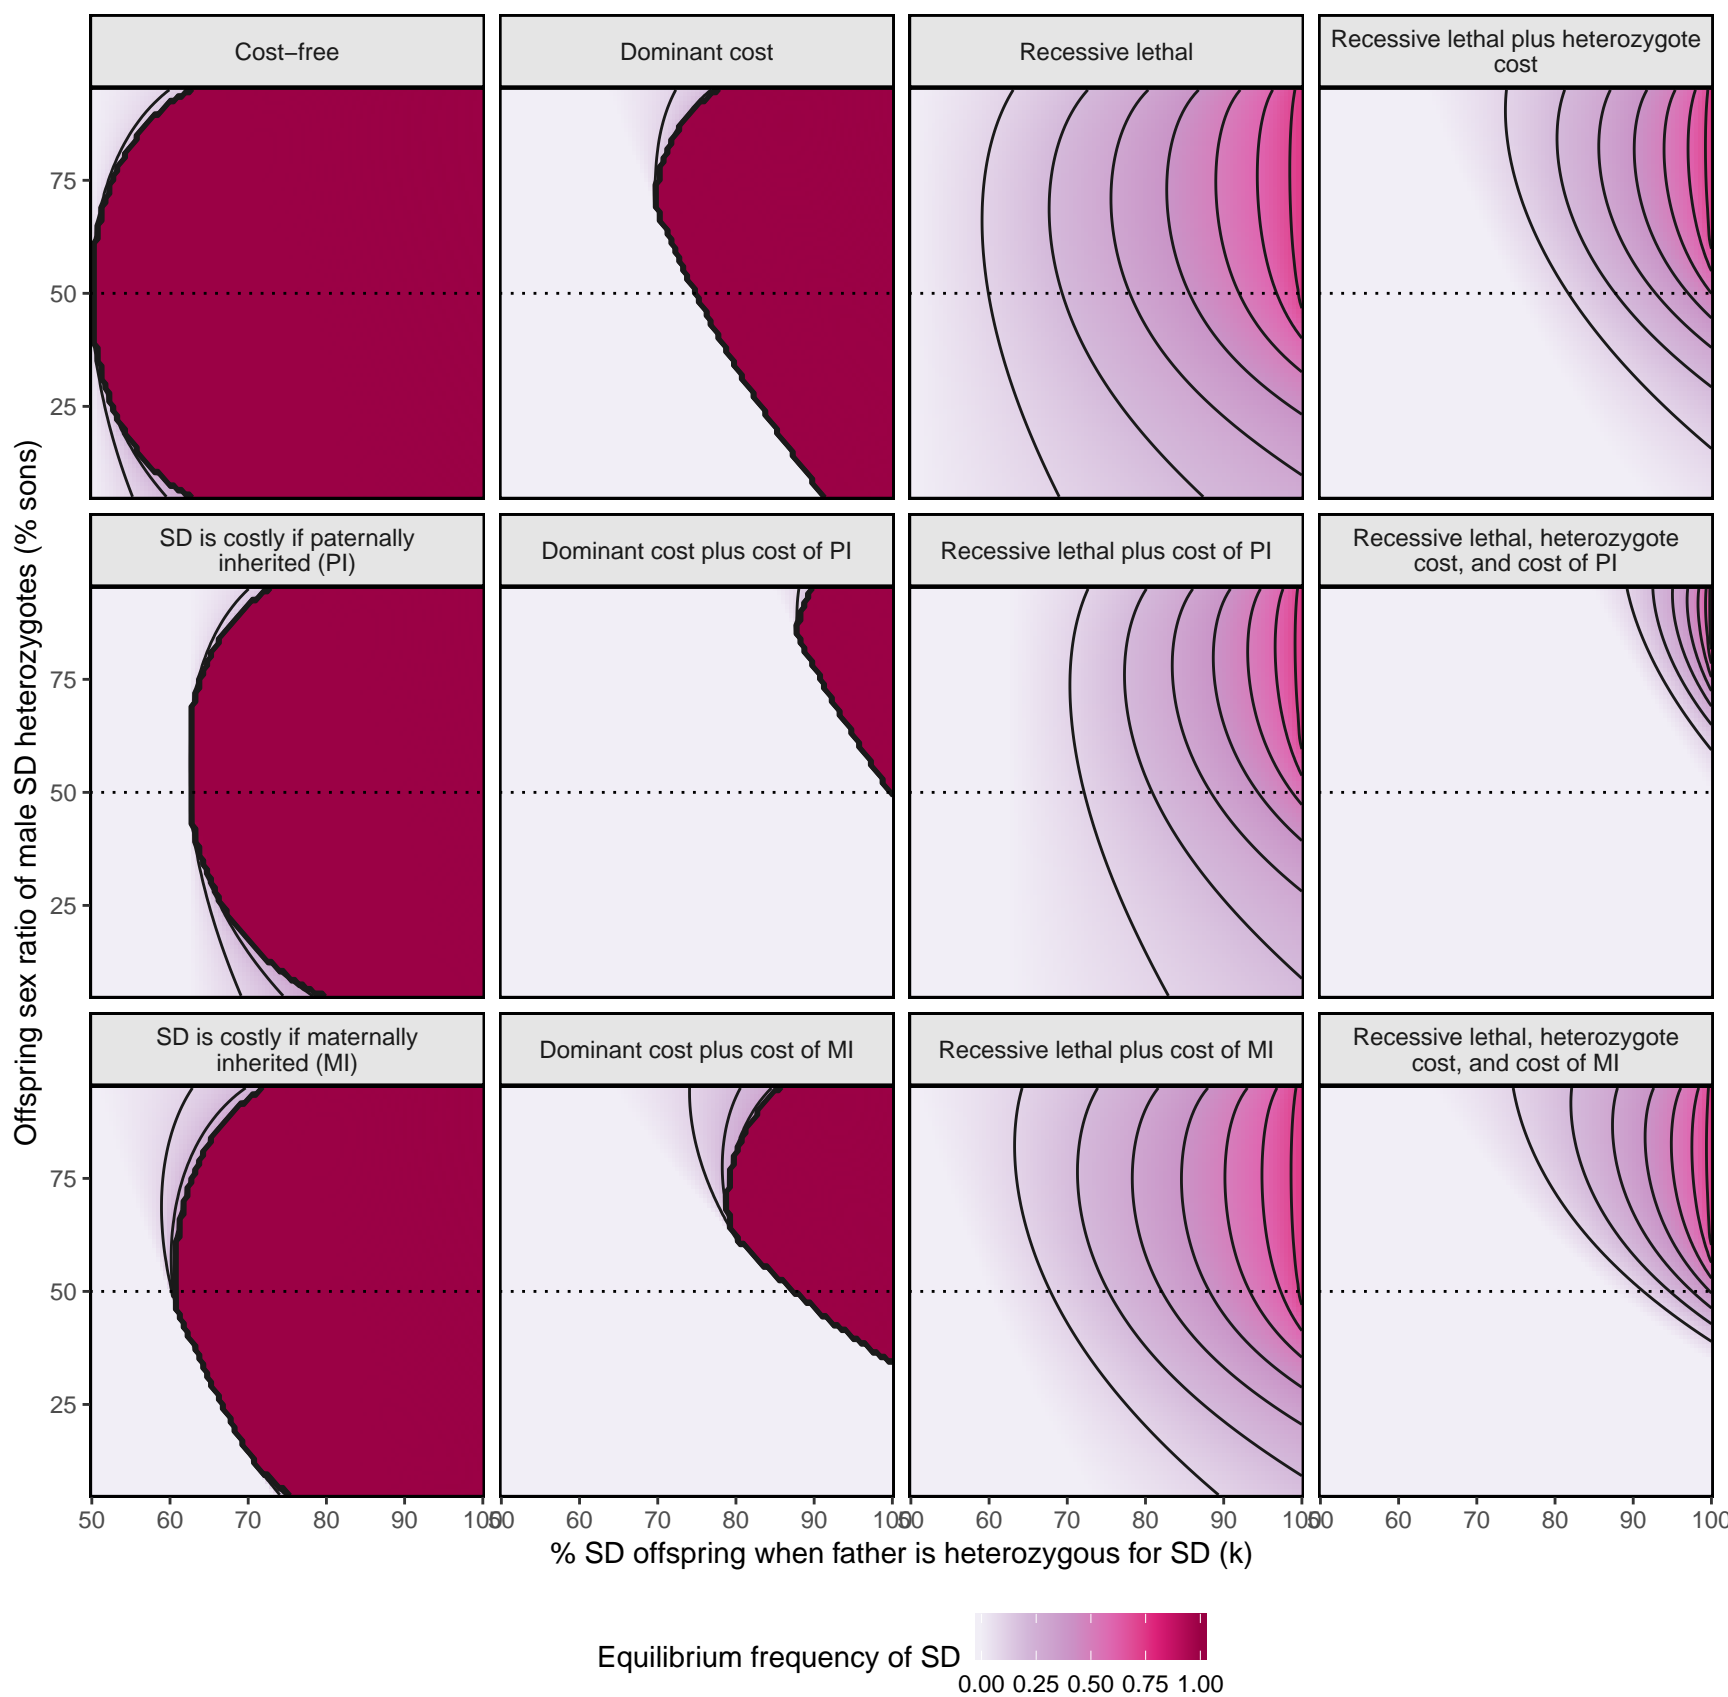 Cost−free
Dominant cost
Recessive lethal
Recessive lethal plus heterozygote
cost
75
50
25
SD is costly if paternally
inherited (PI)
Dominant cost plus cost of PI
Recessive lethal plus cost of PI
Recessive lethal, heterozygote
cost, and cost of PI
75
50
25
SD is costly if maternally
inherited (MI)
Dominant cost plus cost of MI
Recessive lethal plus cost of MI
Recessive lethal, heterozygote
cost, and cost of MI
75
50
25
Offspring sex ratio of male SD heterozygotes (% sons)
50 60 70 80 90 100
50 60 70 80 90 100
50 60 70 80 90 100
50 60 70 80 90 100
% SD offspring when father is heterozygous for SD (k)
Equilibrium frequency of SD
0.00 0.25 0.50 0.75 1.00